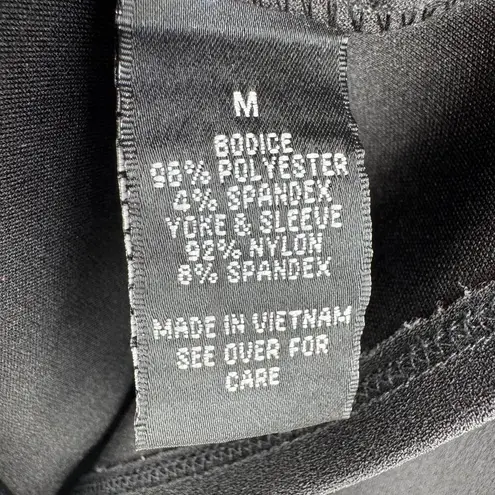 M
BODICE
96% POLYESTER
4% SPANDEX
YOKE & SLEEVE
92% NYLON
8% SPANDEX
MADE IN VIETNAM
SEE OVER FOR
CARE